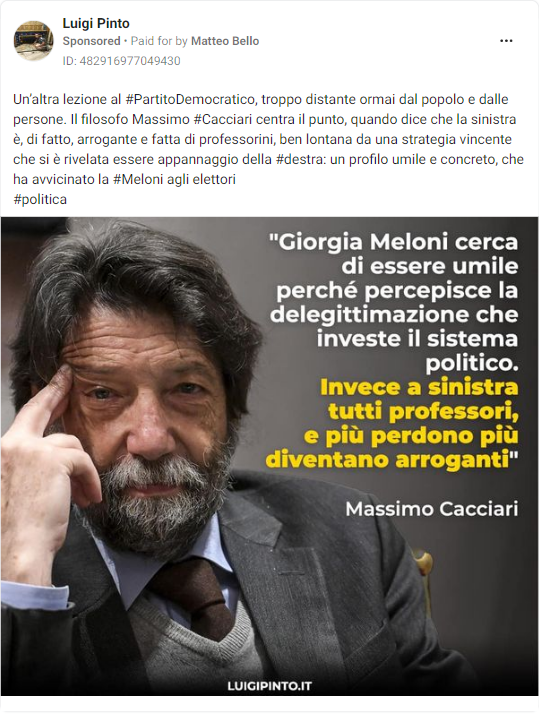 Luigi Pinto
Sponsored • Paid for by Matteo Bello
ID: 482916977049430
Un'altra lezione al #PartitoDemocratico, troppo distante ormai dal popolo e dalle
persone. Il filosofo Massimo #Cacciari centra il punto, quando dice che la sinistra
è, di fatto, arrogante e fatta di professorini, ben lontana da una strategia vincente
che si è rivelata essere appannaggio della #destra: un profilo umile e concreto, che
ha avvicinato la #Meloni agli elettori
#politica
"Giorgia Meloni cerca
di essere umile
perché percepisce la
delegittimazione che
investe il sistema
politico.
Invece a sinistra
tutti professori,
e più perdono più
diventano arroganti"
Massimo Cacciari
LUIGIPINTO.IT